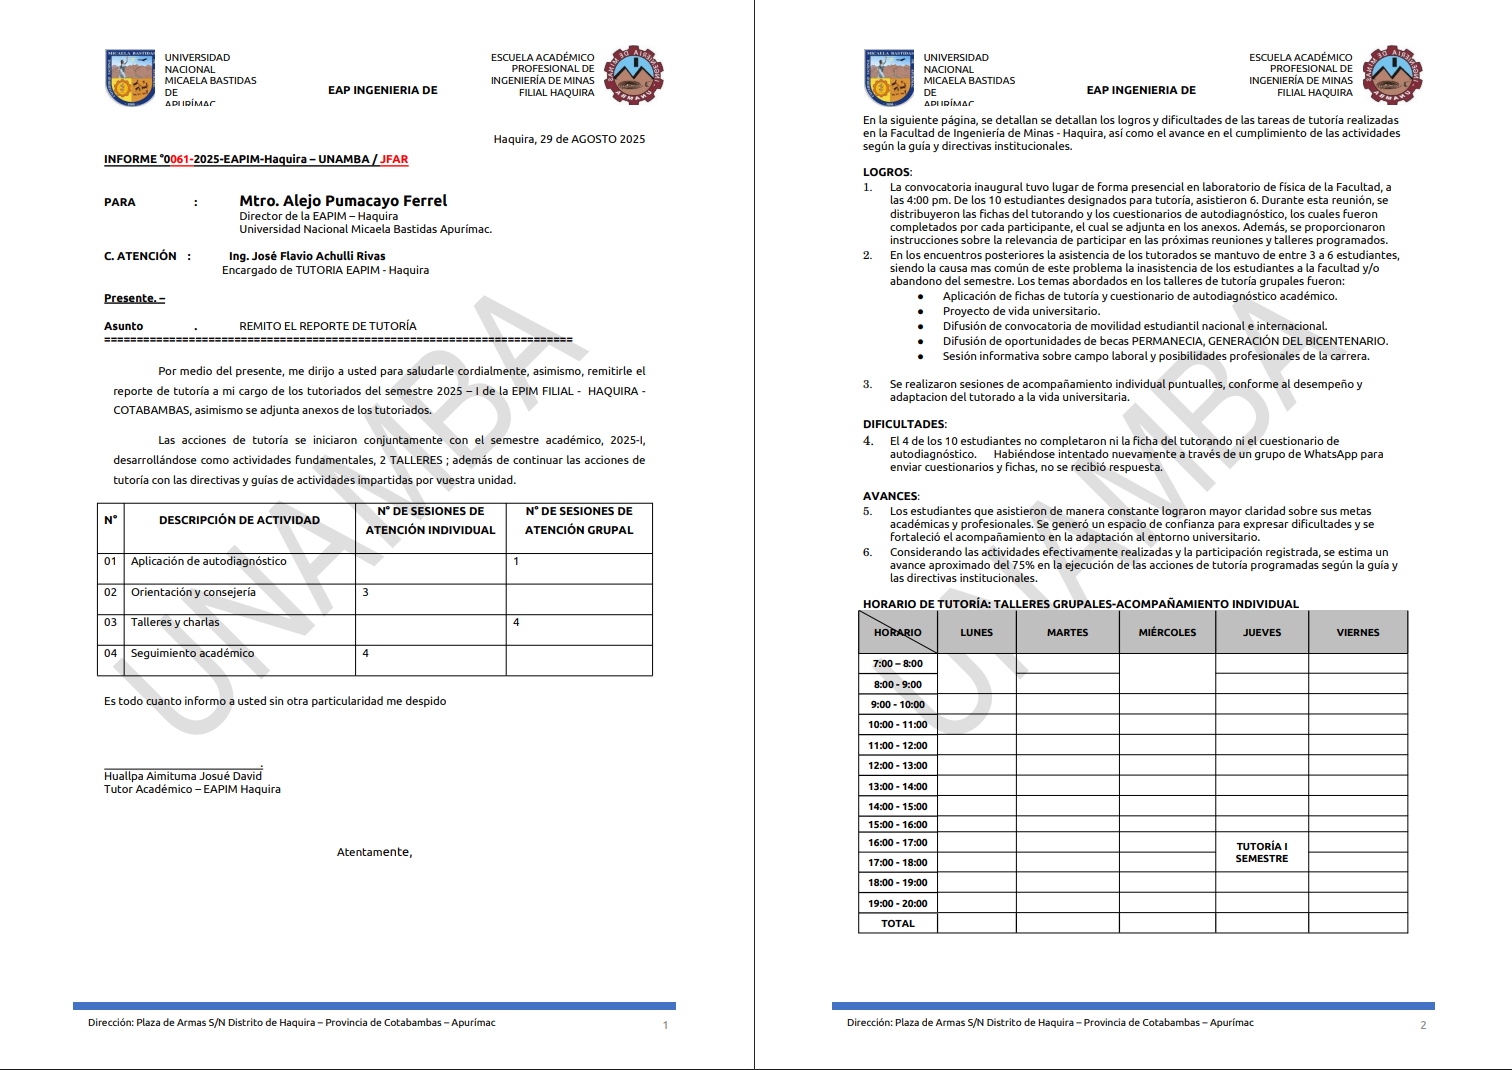 UNIVERSIDAD
NACIONAL
MICAELA BASTIDAS
DE
APURÍMAC
EAP INGENIERIA DE
ESCUELA ACADÉMICO
PROFESIONAL DE
INGENIERÍA DE MINAS
FILIAL HAQUIRA
Haquira, 29 de AGOSTO 2025
INFORME °0061-2025-EAPIM-Haquira – UNAMBA / JFAR
PARA : Mtro. Alejo Pumacayo Ferrel
Director de la EAPIM – Haquira
Universidad Nacional Micaela Bastidas Apurímac.
C. ATENCIÓN : Ing. José Flavio Achulli Rivas
Encargado de TUTORIA EAPIM - Haquira
Presente. –
Asunto . REMITO EL REPORTE DE TUTORÍA
========================================================================
Por medio del presente, me dirijo a usted para saludarle cordialmente, asimismo, remitirle el
reporte de tutoría a mi cargo de los tutoriados del semestre 2025 – I de la EPIM FILIAL - HAQUIRA -
COTABAMBAS, asimismo se adjunta anexos de los tutoriados.
Las acciones de tutoría se iniciaron conjuntamente con el semestre académico, 2025-I,
desarrollándose como actividades fundamentales, 2 TALLERES ; además de continuar las acciones de
tutoría con las directivas y guías de actividades impartidas por vuestra unidad.
N° DESCRIPCIÓN DE ACTIVIDAD N° DE SESIONES DE ATENCIÓN INDIVIDUAL N° DE SESIONES DE ATENCIÓN GRUPAL
01 Aplicación de autodiagnóstico 1
02 Orientación y consejería 3
03 Talleres y charlas 4
04 Seguimiento académico 4
Es todo cuanto informo a usted sin otra particularidad me despido
.
Huallpa Aimituma Josué David
Tutor Académico – EAPIM Haquira
Atentamente,
UNAMBA
Dirección: Plaza de Armas S/N Distrito de Haquira – Provincia de Cotabambas – Apurímac
1
UNIVERSIDAD
NACIONAL
MICAELA BASTIDAS
DE
APURÍMAC
EAP INGENIERIA DE
ESCUELA ACADÉMICO
PROFESIONAL DE
INGENIERÍA DE MINAS
FILIAL HAQUIRA
En la siguiente página, se detallan se detallan los logros y dificultades de las tareas de tutoría realizadas
en la Facultad de Ingeniería de Minas - Haquira, así como el avance en el cumplimiento de las actividades
según la guía y directivas institucionales.
LOGROS:
1. La convocatoria inaugural tuvo lugar de forma presencial en laboratorio de física de la Facultad, a
las 4:00 pm. De los 10 estudiantes designados para tutoría, asistieron 6. Durante esta reunión, se
distribuyeron las fichas del tutorando y los cuestionarios de autodiagnóstico, los cuales fueron
completados por cada participante, el cual se adjunta en los anexos. Además, se proporcionaron
instrucciones sobre la relevancia de participar en las próximas reuniones y talleres programados.
2. En los encuentros posteriores la asistencia de los tutorados se mantuvo de entre 3 a 6 estudiantes,
siendo la causa mas común de este problema la inasistencia de los estudiantes a la facultad y/o
abandono del semestre. Los temas abordados en los talleres de tutoría grupales fueron:
● Aplicación de fichas de tutoría y cuestionario de autodiagnóstico académico.
● Proyecto de vida universitario.
● Difusión de convocatoria de movilidad estudiantil nacional e internacional.
● Difusión de oportunidades de becas PERMANECIA, GENERACIÓN DEL BICENTENARIO.
● Sesión informativa sobre campo laboral y posibilidades profesionales de la carrera.
3. Se realizaron sesiones de acompañamiento individual puntualles, conforme al desempeño y
adaptacion del tutorado a la vida universitaria.
DIFICULTADES:
4. El 4 de los 10 estudiantes no completaron ni la ficha del tutorando ni el cuestionario de
autodiagnóstico. Habiéndose intentado nuevamente a través de un grupo de WhatsApp para
enviar cuestionarios y fichas, no se recibió respuesta.
AVANCES:
5. Los estudiantes que asistieron de manera constante lograron mayor claridad sobre sus metas
académicas y profesionales. Se generó un espacio de confianza para expresar dificultades y se
fortaleció el acompañamiento en la adaptación al entorno universitario.
6. Considerando las actividades efectivamente realizadas y la participación registrada, se estima un
avance aproximado del 75% en la ejecución de las acciones de tutoría programadas según la guía y
las directivas institucionales.
HORARIO DE TUTORÍA: TALLERES GRUPALES-ACOMPAÑAMIENTO INDIVIDUAL
HORARIO LUNES MARTES MIÉRCOLES JUEVES VIERNES
7:00 – 8:00
8:00 - 9:00
9:00 - 10:00
10:00 - 11:00
11:00 - 12:00
12:00 - 13:00
13:00 - 14:00
14:00 - 15:00
15:00 - 16:00
16:00 - 17:00 TUTORÍA I
17:00 - 18:00 SEMESTRE
18:00 - 19:00
19:00 - 20:00
TOTAL
UNAMBA
Dirección: Plaza de Armas S/N Distrito de Haquira – Provincia de Cotabambas – Apurímac
2